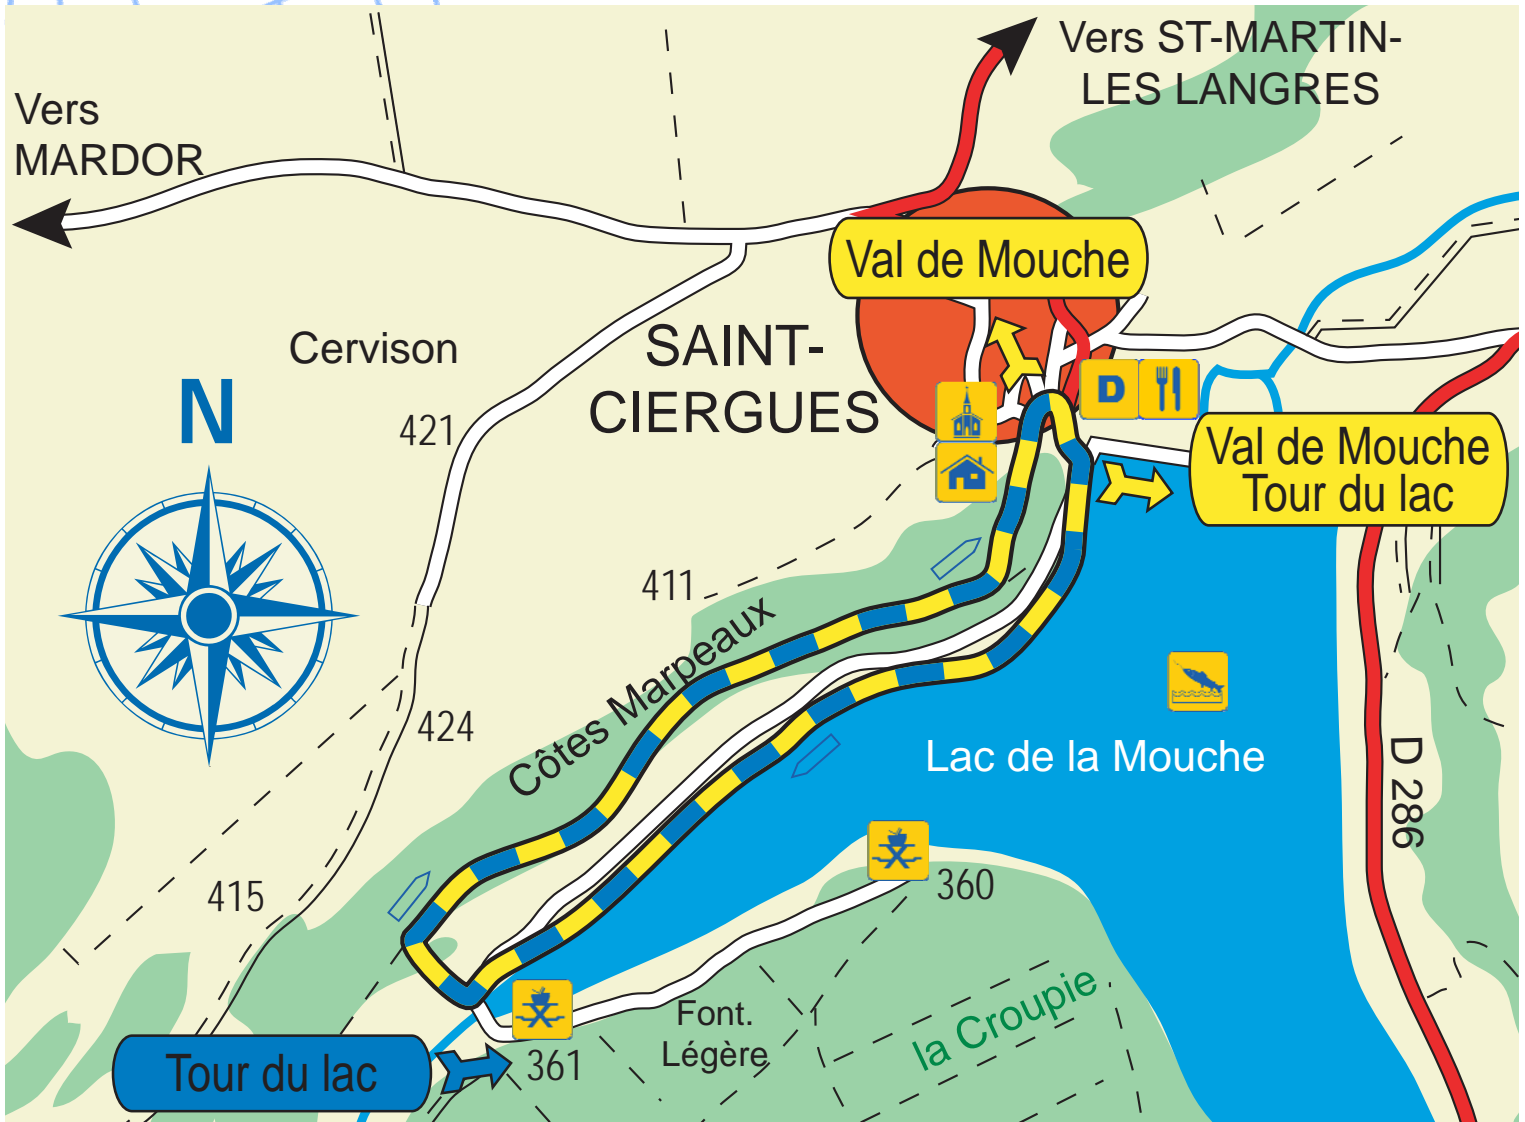 Vers ST-MARTIN-
LES LANGRES
Vers
MARDOR
Val de Mouche
Cervison
SAINT-
CIERGUES
N
421
D
Val de Mouche
Tour du lac
411
Côtes Marpeaux
424
Lac de la Mouche
D 286
415
360
la Croupie
Font.
Légère
361
Tour du lac